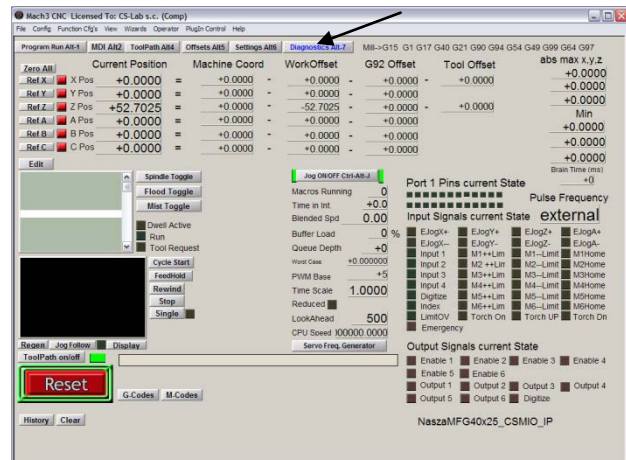 Mach3 CNC Licensed To: CS-Lab s.c. (Comp)
File Config Function Cfg's View Wizards Operator PlugIn Control Help
Program Run Alt-1 MDI Alt2 ToolPath Alt4 Offsets Alt5 Settings Alt6 Diagnostics Alt-7 Mill->G15 G1 G17 G40 G21 G90 G94 G54 G49 G99 G64 G97
Zero All Current Position Machine Coord WorkOffset G92 Offset Tool Offset abs max x,y,z
Ref X X Pos +0.0000 = +0.0000 - +0.0000 - +0.0000 - +0.0000
Ref Y Y Pos +0.0000 = +0.0000 - +0.0000 - +0.0000 +0.0000
Ref Z Z Pos +52.7025 = +0.0000 - -52.7025 - +0.0000 - +0.0000 +0.0000
Min
Ref A A Pos +0.0000 = +0.0000 - +0.0000 - +0.0000 +0.0000
Ref B B Pos +0.0000 = +0.0000 - +0.0000 - +0.0000 +0.0000
Ref C C Pos +0.0000 = +0.0000 - +0.0000 - +0.0000 +0.0000
Brain Time (ms)
+0
Edit
Spindle Toggle
Flood Toggle
Mist Toggle
Dwell Active
Run
Tool Request
Cycle Start
FeedHold
Rewind
Stop
Single
Regen Jog Follow Display
ToolPath on/off
Reset
G-Codes M-Codes
History Clear
Jog ON/OFF Ctrl-Alt-J
Macros Running 0
Time in Int. +0.0
Blended Spd 0.00
Buffer Load 0 %
Queue Depth +0
Worst Case +0.000000
PWM Base +5
Time Scale 1.0000
Reduced
LookAhead 500
CPU Speed )00000.0000
Servo Freq. Generator
Port 1 Pins current State
Pulse Frequency
Input Signals current State external
EJogX+ EJogY+ EJogZ+ EJogA+
EJogX- EJogY- EJogZ- EJogA-
Input 1 M1++Lim M1--Limit M1Home
Input 2 M2 ++Lim M2--Limit M2Home
Input 3 M3++Lim M3--Limit M3Home
Input 4 M4++Lim M4--Limit M4Home
Digitize M5++Lim M5--Limit M5Home
Index M6++Lim M6--Limit M6Home
LimitOV Torch On Torch UP Torch Dn
Emergency
Output Signals current State
Enable 1 Enable 2 Enable 3 Enable 4
Enable 5 Enable 6
Output 1 Output 2 Output 3 Output 4
Output 5 Output 6 Digitize
NaszaMFG40x25_CSMIO_IP